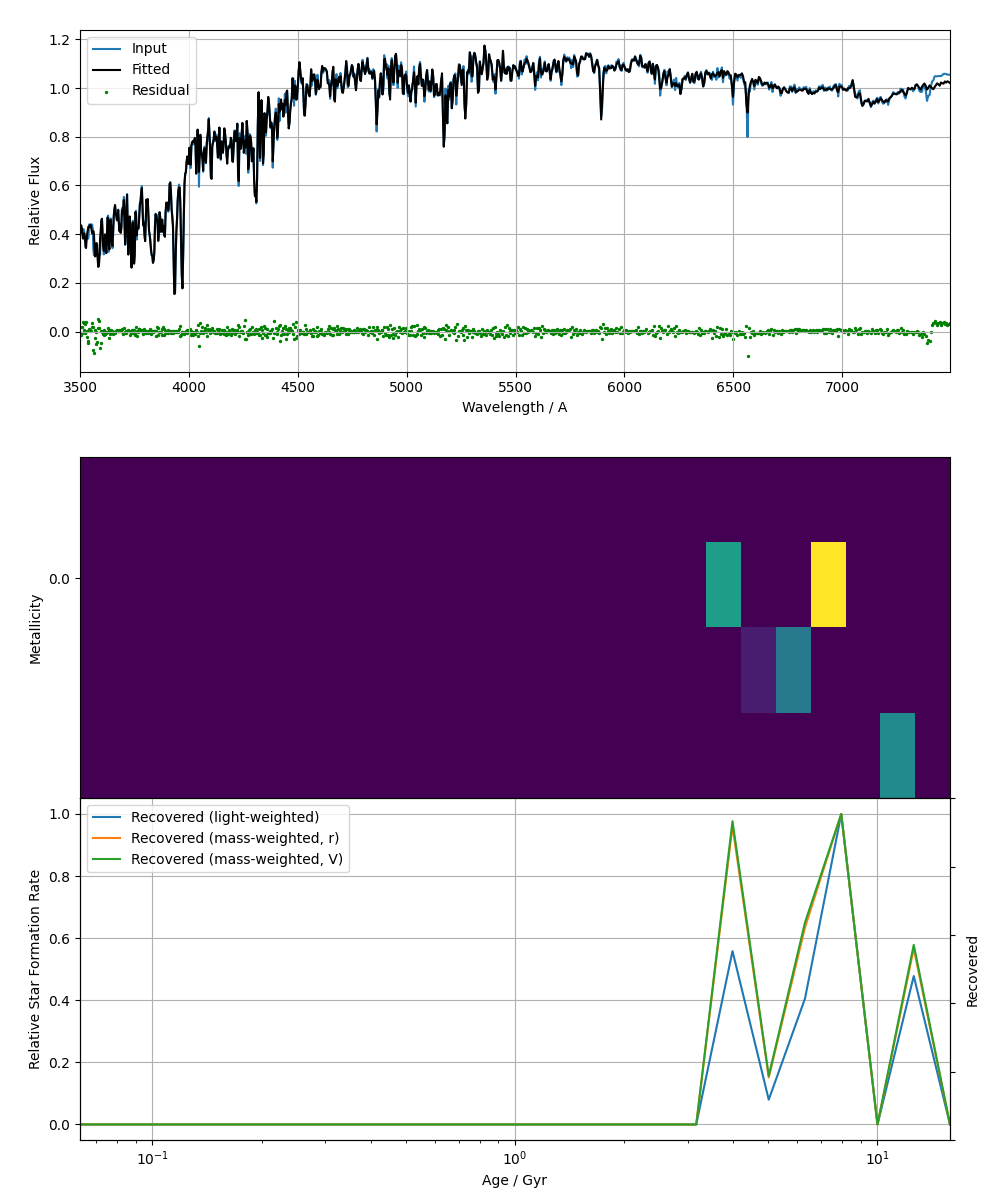 1.2
1.0
0.8
0.6
0.4
0.2
0.0
Relative Flux
Input
Fitted
Residual
3500
4000
4500
5000
5500
6000
6500
7000
Wavelength / A
0.0
Metallicity
1.0
0.8
0.6
0.4
0.2
0.0
Relative Star Formation Rate
Recovered (light-weighted)
Recovered (mass-weighted, r)
Recovered (mass-weighted, V)
Recovered
10⁻¹
10⁰
10¹
Age / Gyr